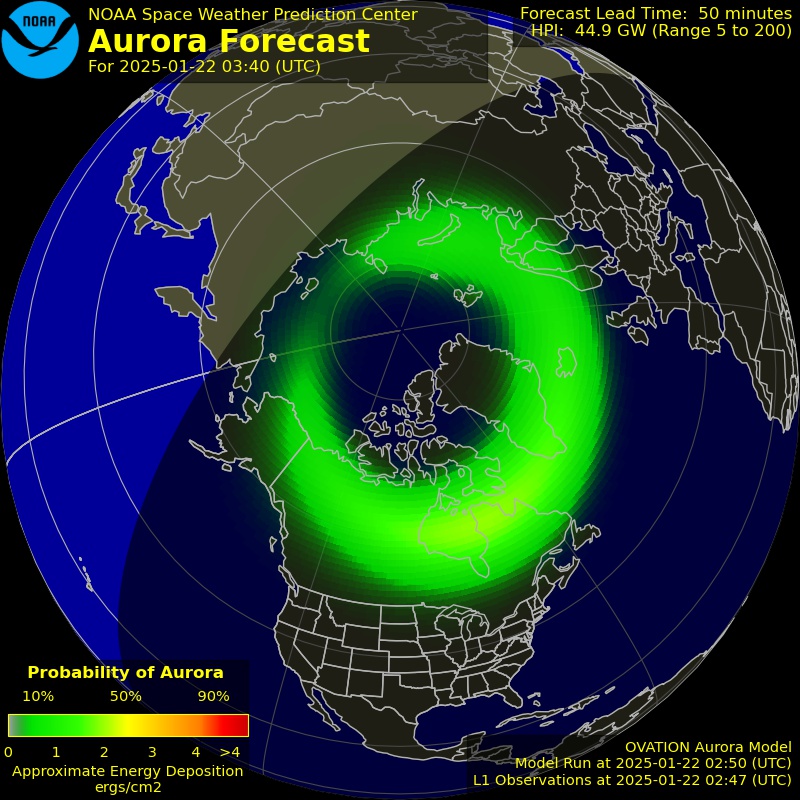 NOAA
NOAA Space Weather Prediction Center
Aurora Forecast
For 2025-01-22 03:40 (UTC)
Forecast Lead Time: 50 minutes
HPI: 44.9 GW (Range 5 to 200)
Probability of Aurora
10% 50% 90%
0 1 2 3 4 >4
Approximate Energy Deposition
ergs/cm2
OVATION Aurora Model
Model Run at 2025-01-22 02:50 (UTC)
L1 Observations at 2025-01-22 02:47 (UTC)